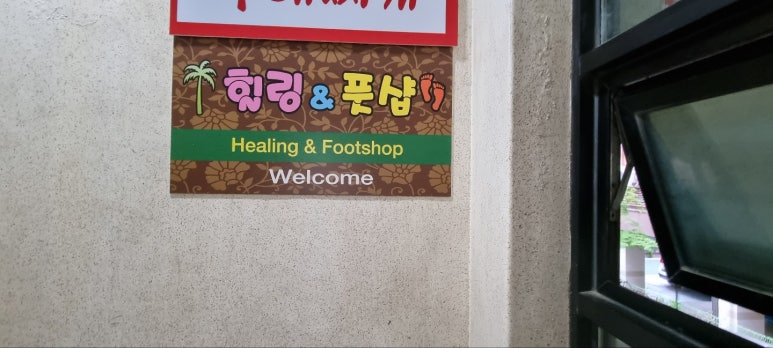 힐링 & 풋샵
Healing & Footshop
Welcome